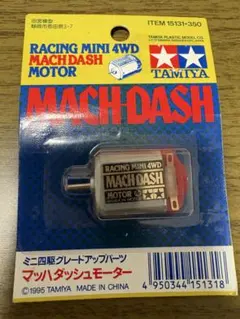 ITEM 15131・350
RACING MINI 4WD
MACH DASH
MOTOR
TAMIYA
MACH DASH
RACING MINI 4WD
MACH DASH
MOTOR
ミニ四駆グレードアップパーツ
マッハダッシュモーター
©1995 TAMIYA MADE IN CHINA
4 950344 151318